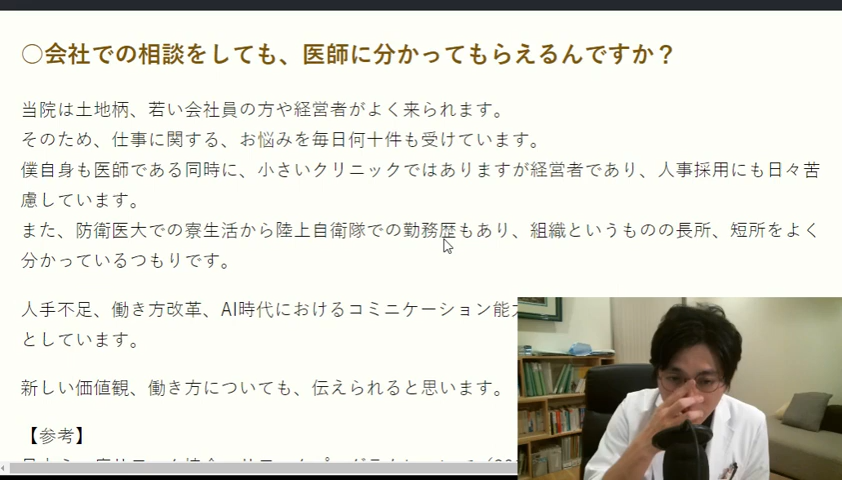 ○会社での相談をしても、医師に分かってもらえるんですか？
当院は土地柄、若い会社員の方や経営者がよく来られます。
そのため、仕事に関する、お悩みを毎日何十件も受けています。
僕自身も医師である同時に、小さいクリニックではありますが経営者であり、人事採用にも日々苦
慮しています。
また、防衛医大での寮生活から陸上自衛隊での勤務歴もあり、組織というものの長所、短所をよく
分かっているつもりです。
人手不足、働き方改革、AI時代におけるコミニケーション能
としています。
新しい価値観、働き方についても、伝えられると思います。
【参考】